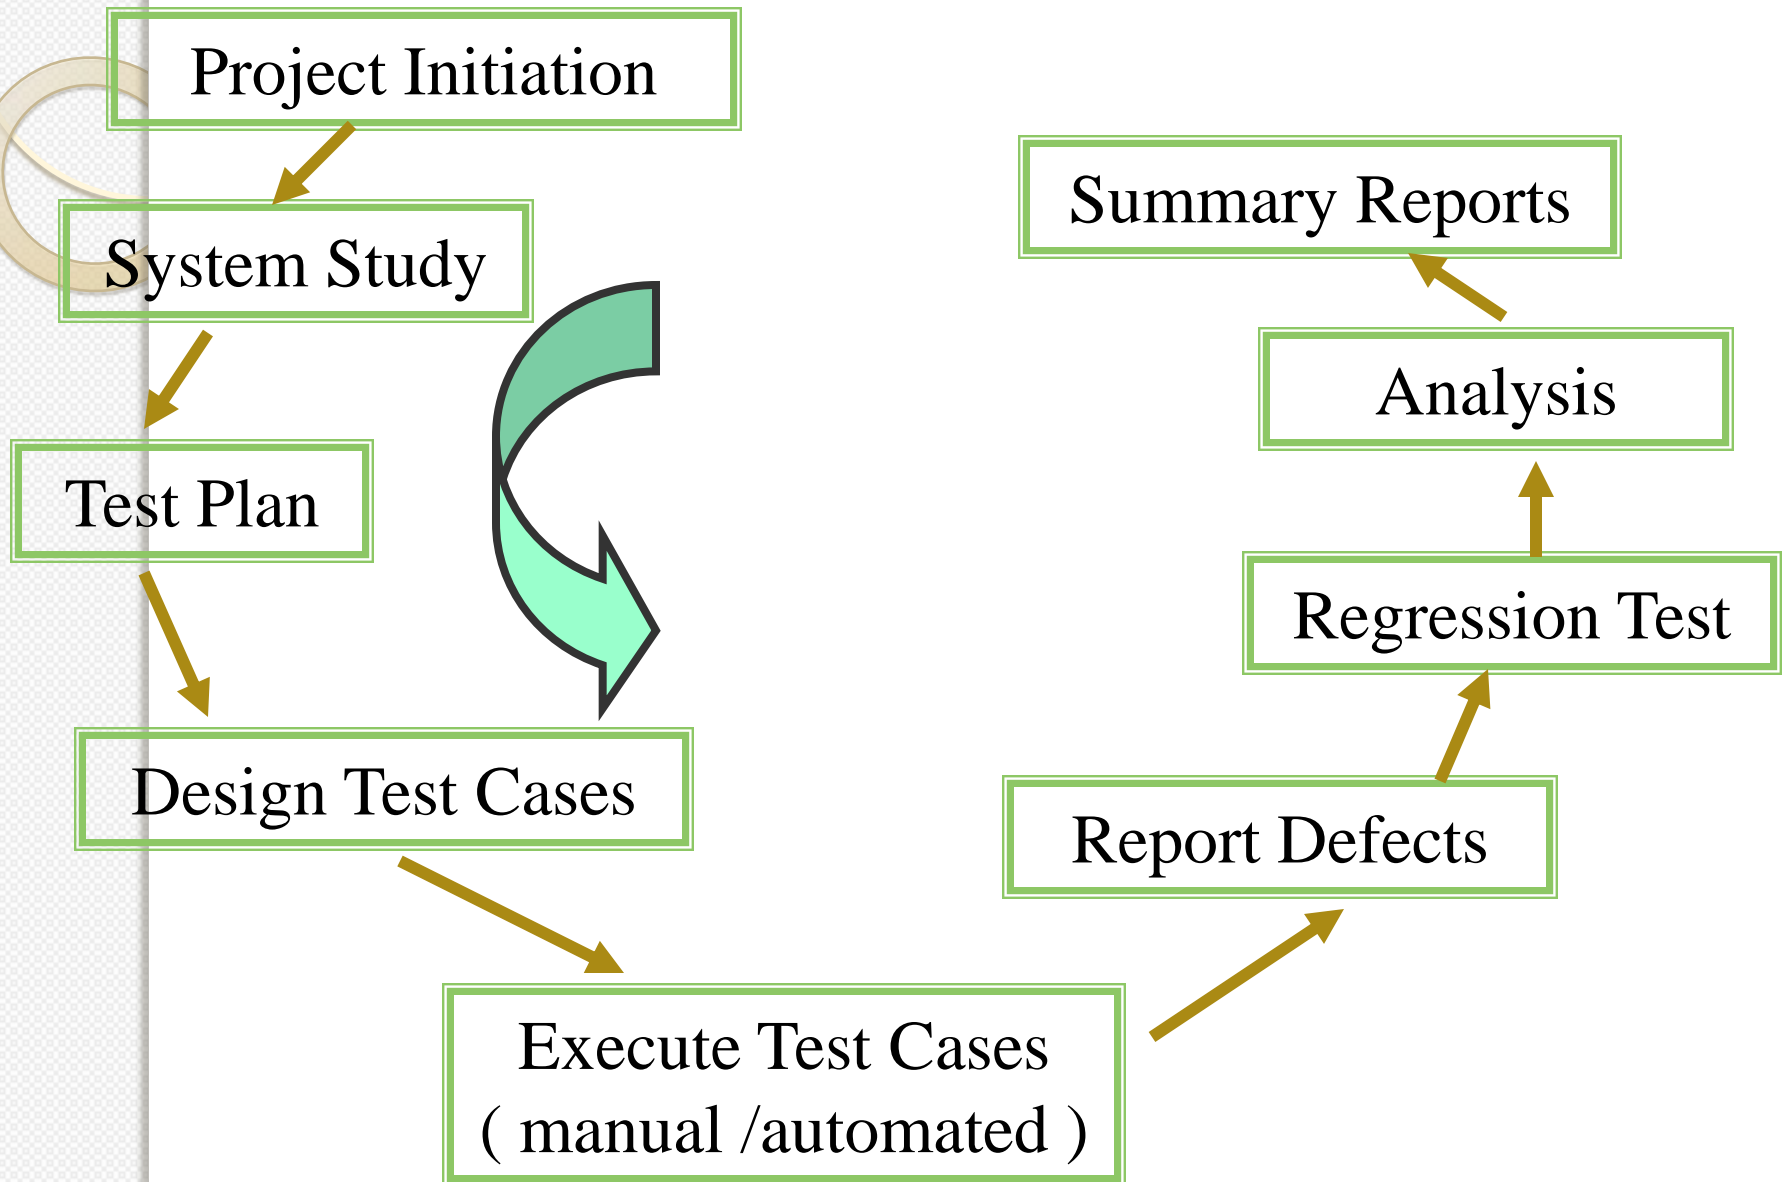 Project Initiation
System Study
Test Plan
Design Test Cases
Execute Test Cases
( manual /automated )
Report Defects
Regression Test
Analysis
Summary Reports